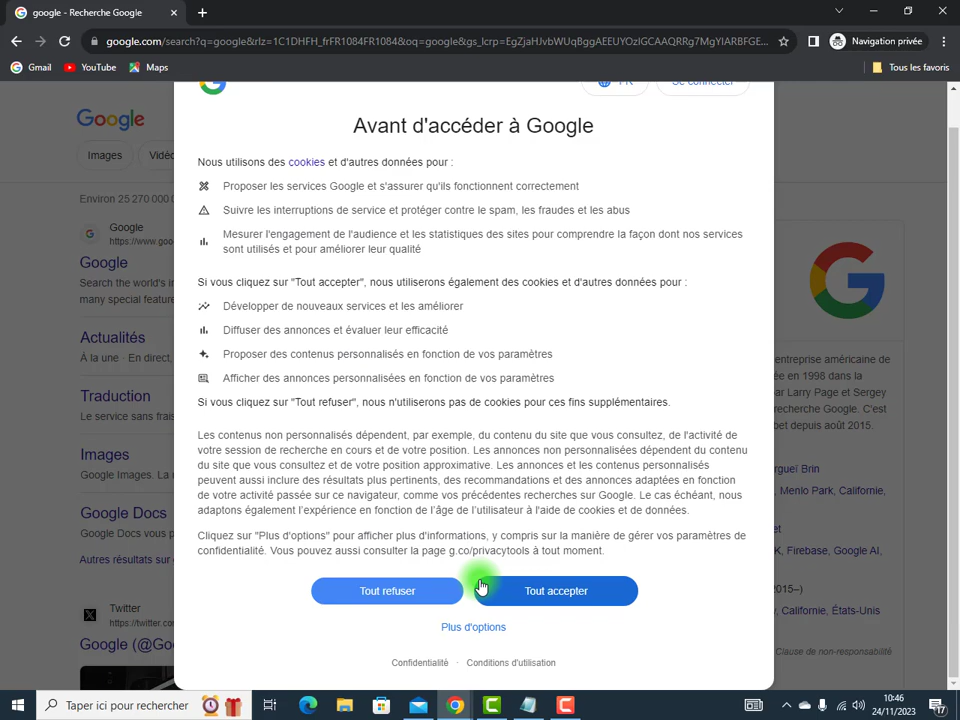 google - Recherche Google
google.com/search?q=google&rlz=1C1DHFH_frFR1084FR1084&oq=google&gs_lcrp=EgZjaHJvbWUqBggAEEUYOzIGCAAQRRg7MgYIARBFGE...
Navigation privée
Gmail
YouTube
Maps
Tous les favoris
FR
Se connecter
Google
Avant d'accéder à Google
Images
Vidéo
Nous utilisons des cookies et d'autres données pour :
Proposer les services Google et s'assurer qu'ils fonctionnent correctement
Environ 25 270 000
Suivre les interruptions de service et protéger contre le spam, les fraudes et les abus
Mesurer l'engagement de l'audience et les statistiques des sites pour comprendre la façon dont nos services
sont utilisés et pour améliorer leur qualité
Google
https://www.goo
Google
Search the world's i
many special feature
Si vous cliquez sur "Tout accepter", nous utiliserons également des cookies et d'autres données pour :
Développer de nouveaux services et les améliorer
Diffuser des annonces et évaluer leur efficacité
Proposer des contenus personnalisés en fonction de vos paramètres
Afficher des annonces personnalisées en fonction de vos paramètres
Si vous cliquez sur "Tout refuser", nous n'utiliserons pas de cookies pour ces fins supplémentaires.
Actualités
À la une · En direct,
Traduction
Le service sans frais
entreprise américaine de
ée en 1998 dans la
ar Larry Page et Sergey
recherche Google. C'est
bet depuis août 2015.
Les contenus non personnalisés dépendent, par exemple, du contenu du site que vous consultez, de l'activité de
votre session de recherche en cours et de votre position. Les annonces non personnalisées dépendent du contenu
du site que vous consultez et de votre position approximative. Les annonces et les contenus personnalisés
peuvent aussi inclure des résultats plus pertinents, des recommandations et des annonces adaptées en fonction
de votre activité passée sur ce navigateur, comme vos précédentes recherches sur Google. Le cas échéant, nous
adaptons également l'expérience en fonction de l'âge de l'utilisateur à l'aide de cookies et de données.
Images
Google Images. La
Google Docs
Google Docs vous p
Autres résultats sur
rgueï Brin
, Menlo Park, Californie,
et
K, Firebase, Google AI,
Cliquez sur "Plus d'options" pour afficher plus d'informations, y compris sur la manière de gérer vos paramètres de
confidentialité. Vous pouvez aussi consulter la page g.co/privacytools à tout moment.
2015–)
, Californie, États-Unis
Clause de non-responsabilité
Tout refuser
Tout accepter
Twitter
https://twitter.co
Google (@Go
Plus d'options
Confidentialité · Conditions d'utilisation
Taper ici pour rechercher
10:46
24/11/2023
17